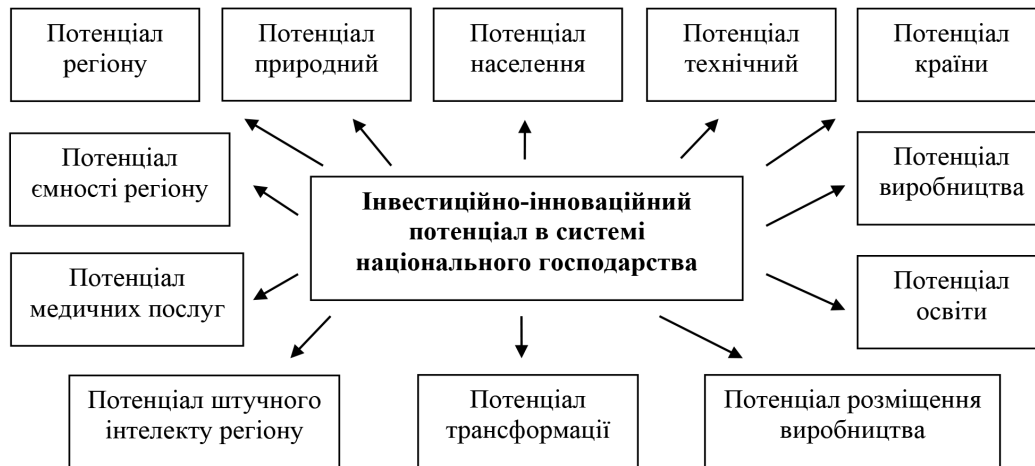 Потенціал
регіону
Потенціал
природний
Потенціал
населення
Потенціал
технічний
Потенціал
країни
Потенціал
ємності регіону
Інвестиційно-інноваційний
потенціал в системі
національного господарства
Потенціал
виробництва
Потенціал
медичних послуг
Потенціал
освіти
Потенціал штучного
інтелекту регіону
Потенціал
трансформації
Потенціал розміщення
виробництва